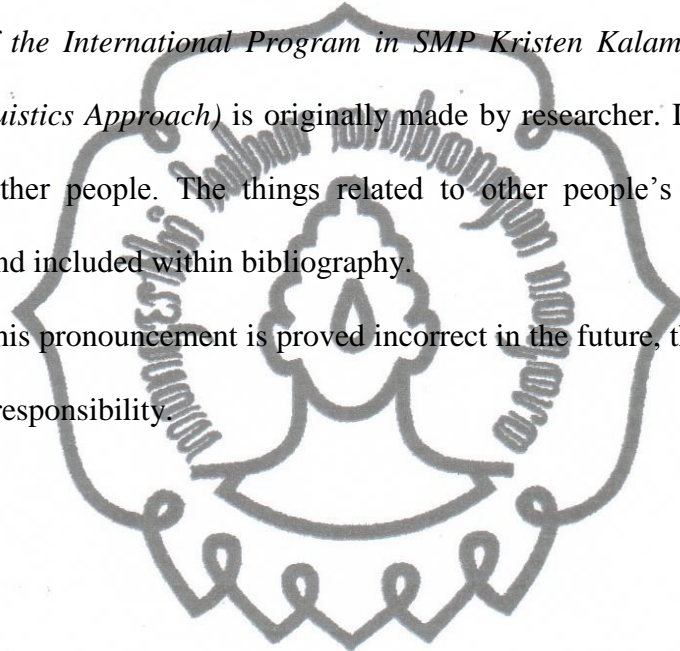 f the International Program in SMP Kristen Kalam
uistics Approach) is originally made by researcher. I
ther people. The things related to other people's
nd included within bibliography.
his pronouncement is proved incorrect in the future, th
responsibility.